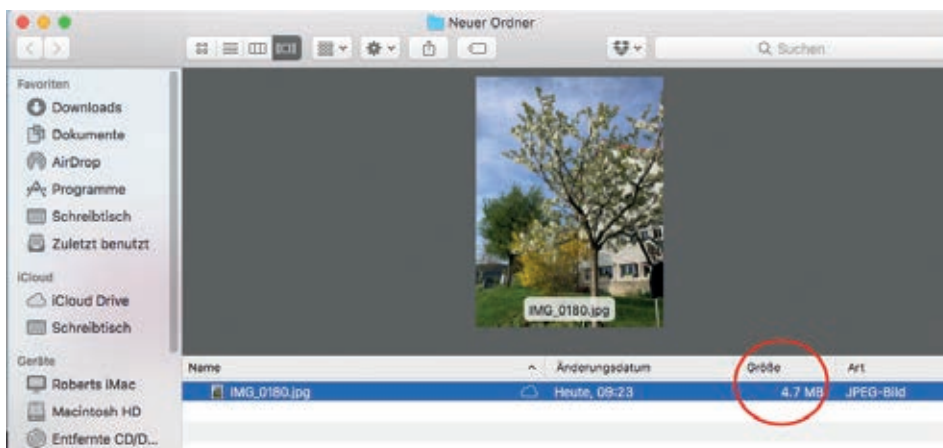 Neuer Ordner
Suchen
Favoriten
Downloads
Dokumente
AirDrop
Programme
Schreibtisch
Zuletzt benutzt
iCloud
iCloud Drive
Schreibtisch
Geräte
Roberts iMac
Macintosh HD
Entfernte CD/D...
IMG_0180.jpg
Name Änderungsdatum Größe Art
IMG_0180.jpg Heute, 09:23 4.7 MB JPEG-Bild